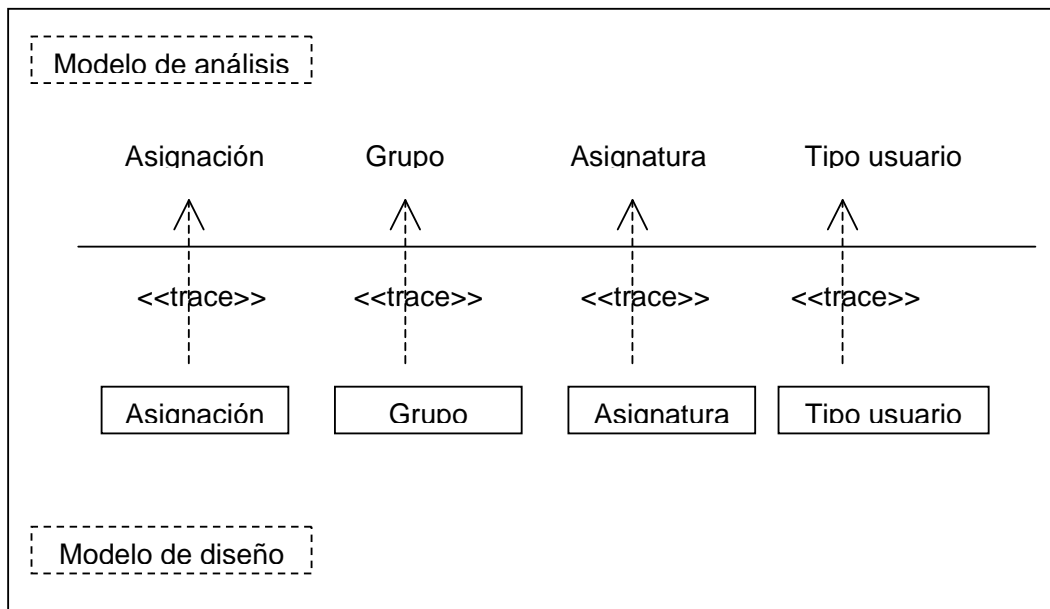 Modelo de análisis
Asignación Grupo Asignatura Tipo usuario
<<trace>> <<trace>> <<trace>> <<trace>>
Asignación Grupo Asignatura Tipo usuario
Modelo de diseño